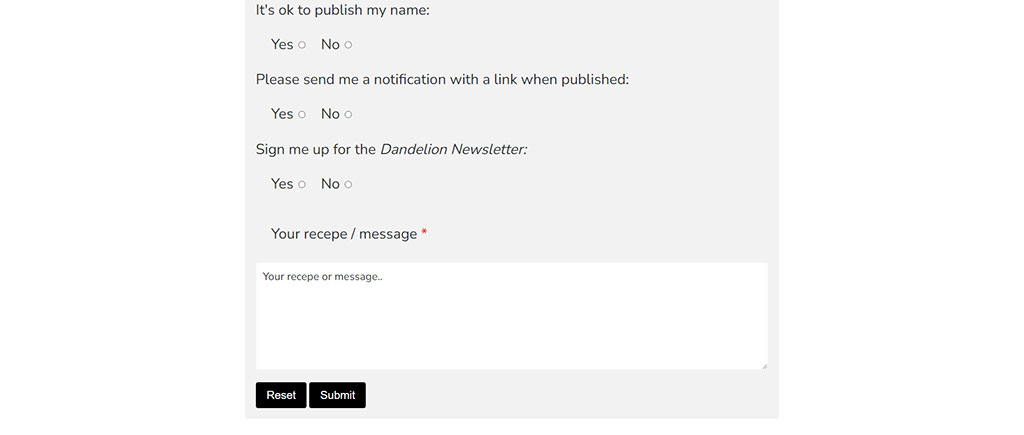 It's ok to publish my name:
Yes No
Please send me a notification with a link when published:
Yes No
Sign me up for the Dandelion Newsletter:
Yes No
Your recepe / message *
Your recepe or message..
Reset Submit